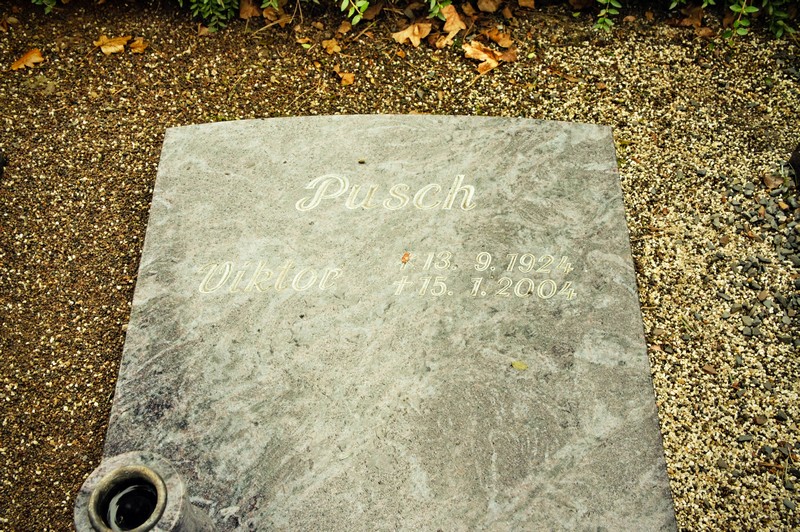 Pusch
Viktor * 13. 9. 1924
† 15. 1. 2004